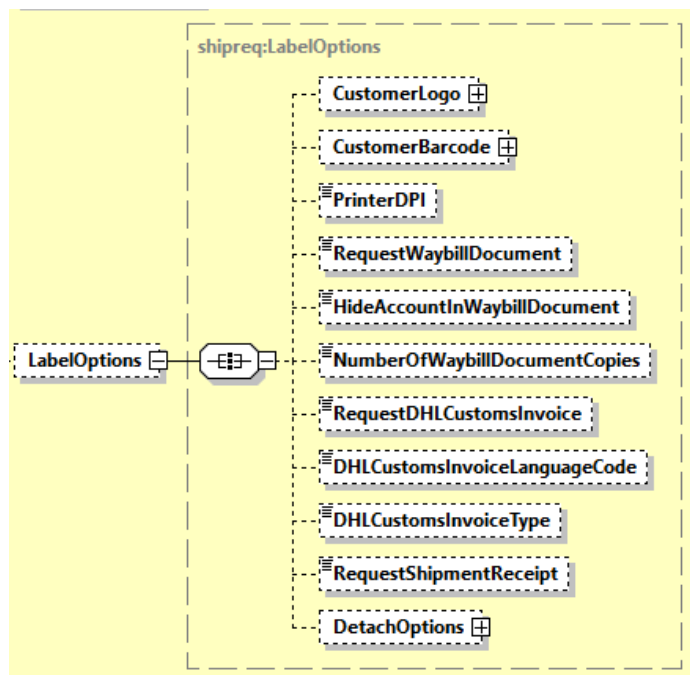 shipreq:LabelOptions
CustomerLogo
CustomerBarcode
PrinterDPI
RequestWaybillDocument
HideAccountInWaybillDocument
LabelOptions
NumberOfWaybillDocumentCopies
RequestDHLCustomsInvoice
DHLCustomsInvoiceLanguageCode
DHLCustomsInvoiceType
RequestShipmentReceipt
DetachOptions